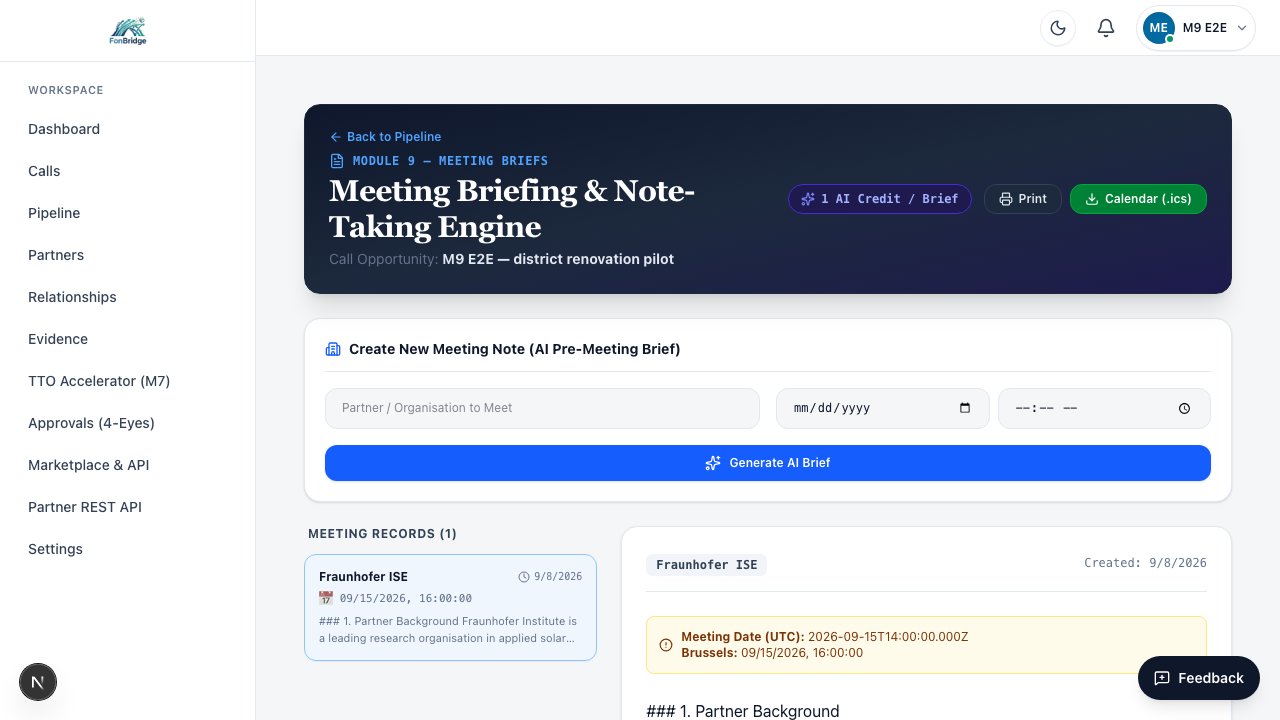 FonBridge
ME
M9 E2E
WORKSPACE
Dashboard
Calls
Pipeline
Partners
Relationships
Evidence
TTO Accelerator (M7)
Approvals (4-Eyes)
Marketplace & API
Partner REST API
Settings
N
Back to Pipeline
MODULE 9 — MEETING BRIEFS
Meeting Briefing & Note-
Taking Engine
Call Opportunity: M9 E2E — district renovation pilot
1 AI Credit / Brief
Print
Calendar (.ics)
Create New Meeting Note (AI Pre-Meeting Brief)
Partner / Organisation to Meet
mm/dd/yyyy
--:-- --
Generate AI Brief
MEETING RECORDS (1)
Fraunhofer ISE
9/8/2026
09/15/2026, 16:00:00
### 1. Partner Background Fraunhofer Institute is
a leading research organisation in applied solar...
Fraunhofer ISE
Created: 9/8/2026
Meeting Date (UTC): 2026-09-15T14:00:00.000Z
Brussels: 09/15/2026, 16:00:00
### 1. Partner Background
Feedback